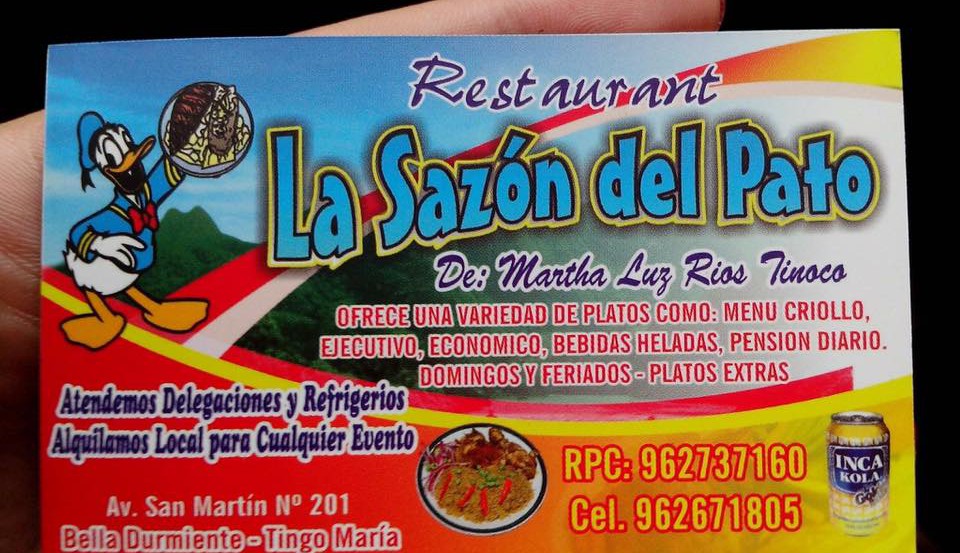 Restaurant
La Sazón del Pato
De: Martha Luz Rios Tinoco
OFRECE UNA VARIEDAD DE PLATOS COMO: MENU CRIOLLO,
EJECUTIVO, ECONOMICO, BEBIDAS HELADAS, PENSION DIARIO.
DOMINGOS Y FERIADOS - PLATOS EXTRAS
Atendemos Delegaciones y Refrigerios
Alquilamos Local para Cualquier Evento
Av. San Martín Nº 201
Bella Durmiente - Tingo María
RPC: 962737160
Cel. 962671805
INCA
KOLA